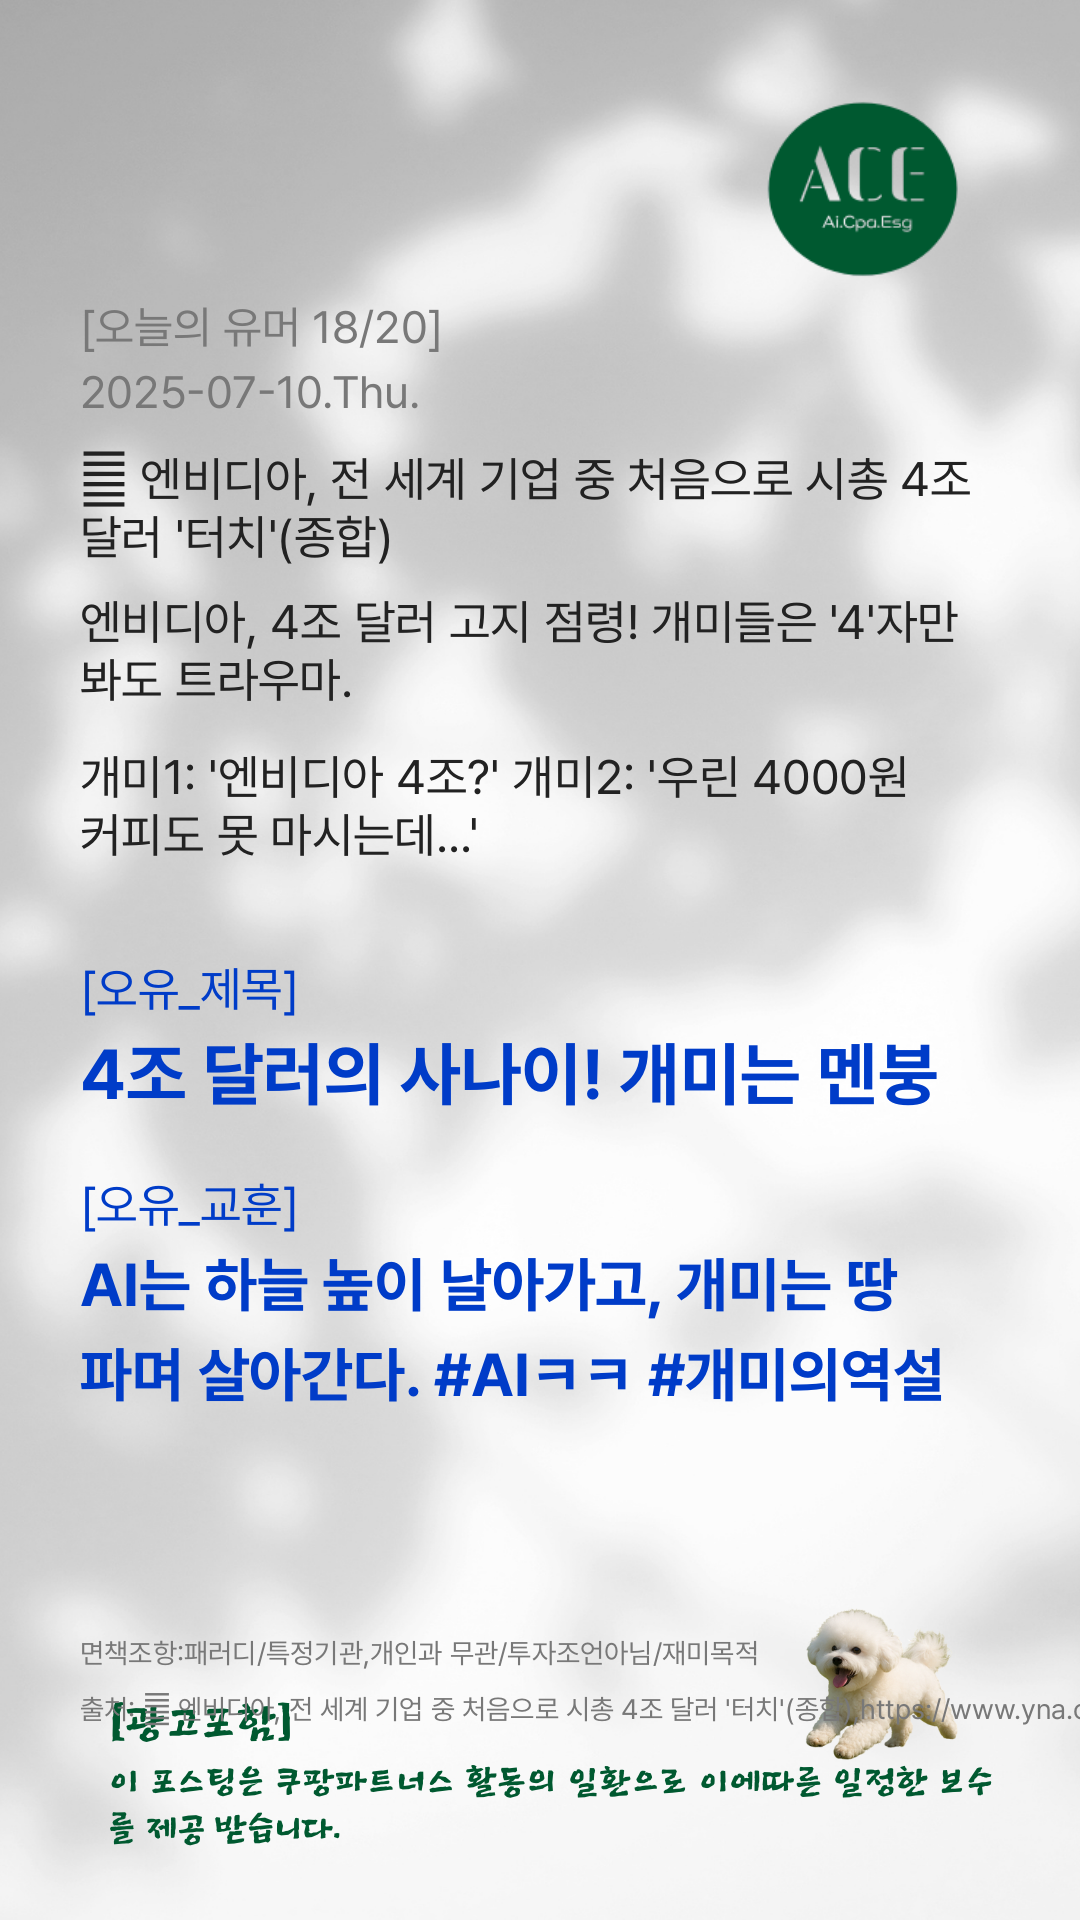 ACE
Ai.Cpa.Esg
[오늘의 유머 18/20]
2025-07-10.Thu.
䷀ 엔비디아, 전 세계 기업 중 처음으로 시총 4조
달러 '터치'(종합)
엔비디아, 4조 달러 고지 점령! 개미들은 '4'자만
봐도 트라우마.
개미1: '엔비디아 4조?' 개미2: '우린 4000원
커피도 못 마시는데...'
[오유_제목]
4조 달러의 사나이! 개미는 멘붕
[오유_교훈]
AI는 하늘 높이 날아가고, 개미는 땅
파며 살아간다. #AIㅋㅋ #개미의역설
면책조항:패러디/특정기관,개인과 무관/투자조언아님/재미목적
출처: ䷀ 엔비디아, 전 세계 기업 중 처음으로 시총 4조 달러 '터치'(종합) https://www.yna.c
[광고포함]
이 포스팅은 쿠팡파트너스 활동의 일환으로 이에따른 일정한 보수
를 제공 받습니다.